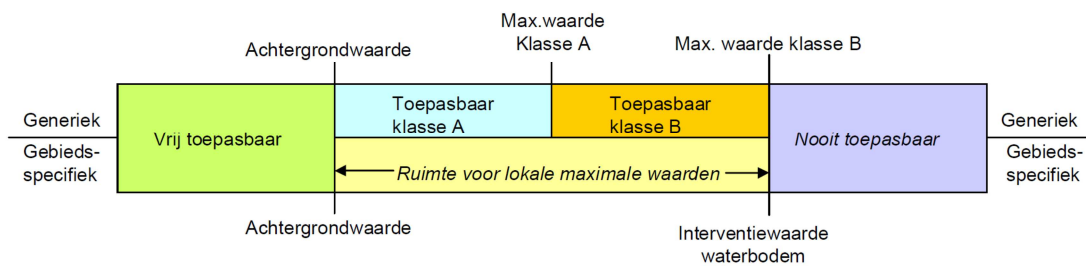 Max.waarde
Klasse A
Achtergrondwaarde
Max. waarde klasse B
Generiek
Gebieds-
specifiek
Vrij toepasbaar
Toepasbaar
klasse A
Toepasbaar
klasse B
Ruimte voor lokale maximale waarden
Nooit toepasbaar
Generiek
Gebieds-
specifiek
Achtergrondwaarde
Interventiewaarde
waterbodem